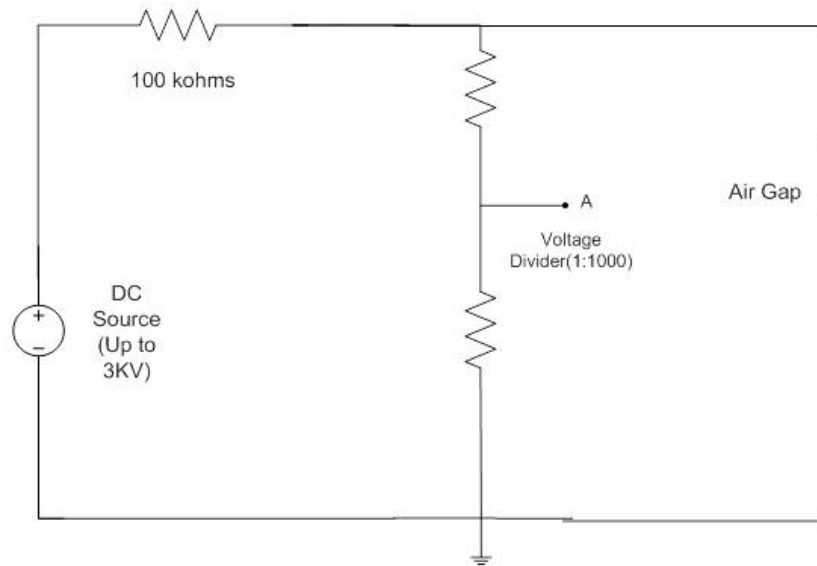 100 kohms
A
Voltage
Divider(1:1000)
Air Gap
DC
Source
(Up to
3KV)
+
−